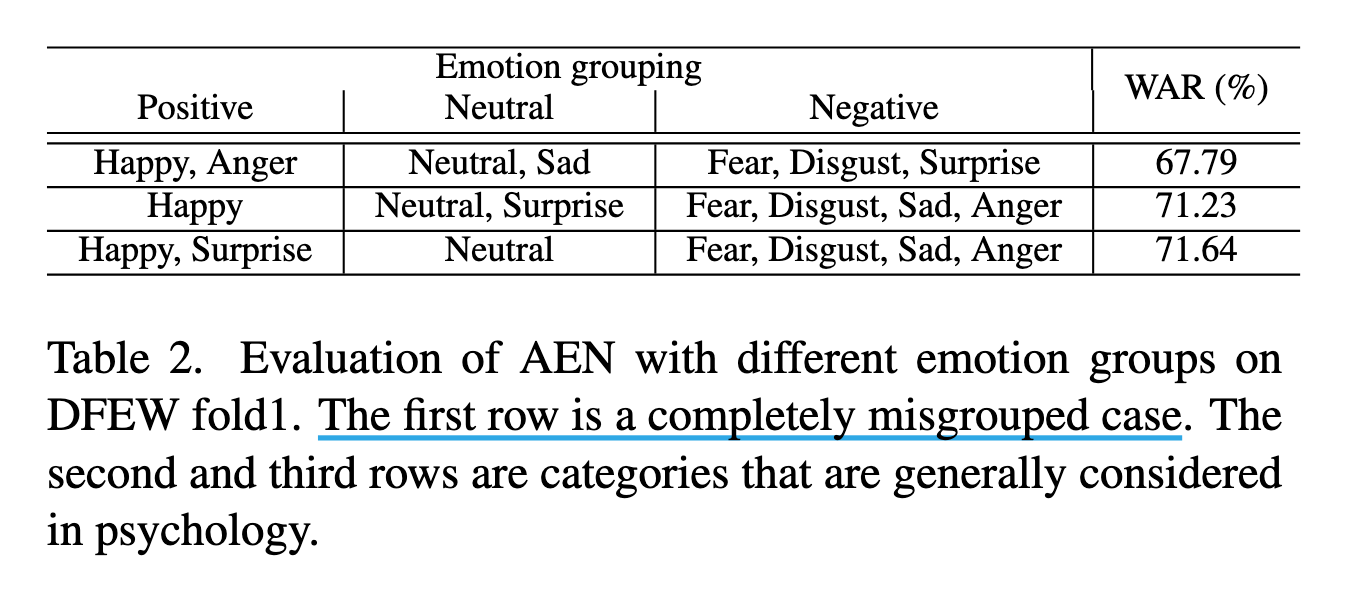 Emotion grouping
WAR (%)
Positive Neutral Negative
Happy, Anger Neutral, Sad Fear, Disgust, Surprise 67.79
Happy Neutral, Surprise Fear, Disgust, Sad, Anger 71.23
Happy, Surprise Neutral Fear, Disgust, Sad, Anger 71.64
Table 2. Evaluation of AEN with different emotion groups on
DFEW fold1. The first row is a completely misgrouped case. The
second and third rows are categories that are generally considered
in psychology.